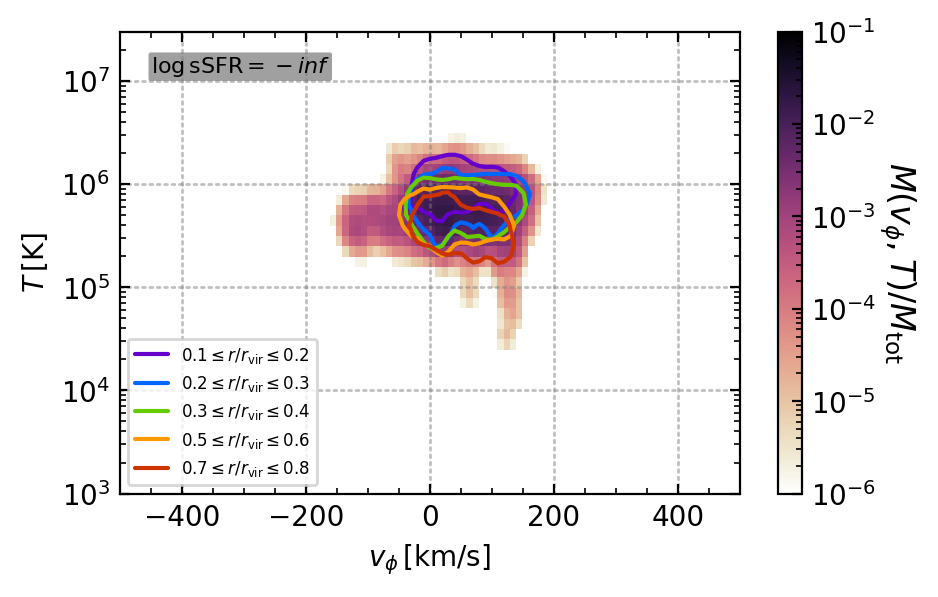 log sSFR = −inf
10⁷
10⁶
10⁵
10⁴
10³
T [K]
0.1 ≤ r/r_vir ≤ 0.2
0.2 ≤ r/r_vir ≤ 0.3
0.3 ≤ r/r_vir ≤ 0.4
0.5 ≤ r/r_vir ≤ 0.6
0.7 ≤ r/r_vir ≤ 0.8
−400 −200 0 200 400
v_ϕ [km/s]
10⁻¹
10⁻²
10⁻³
10⁻⁴
10⁻⁵
10⁻⁶
M(v_ϕ, T)/M_tot